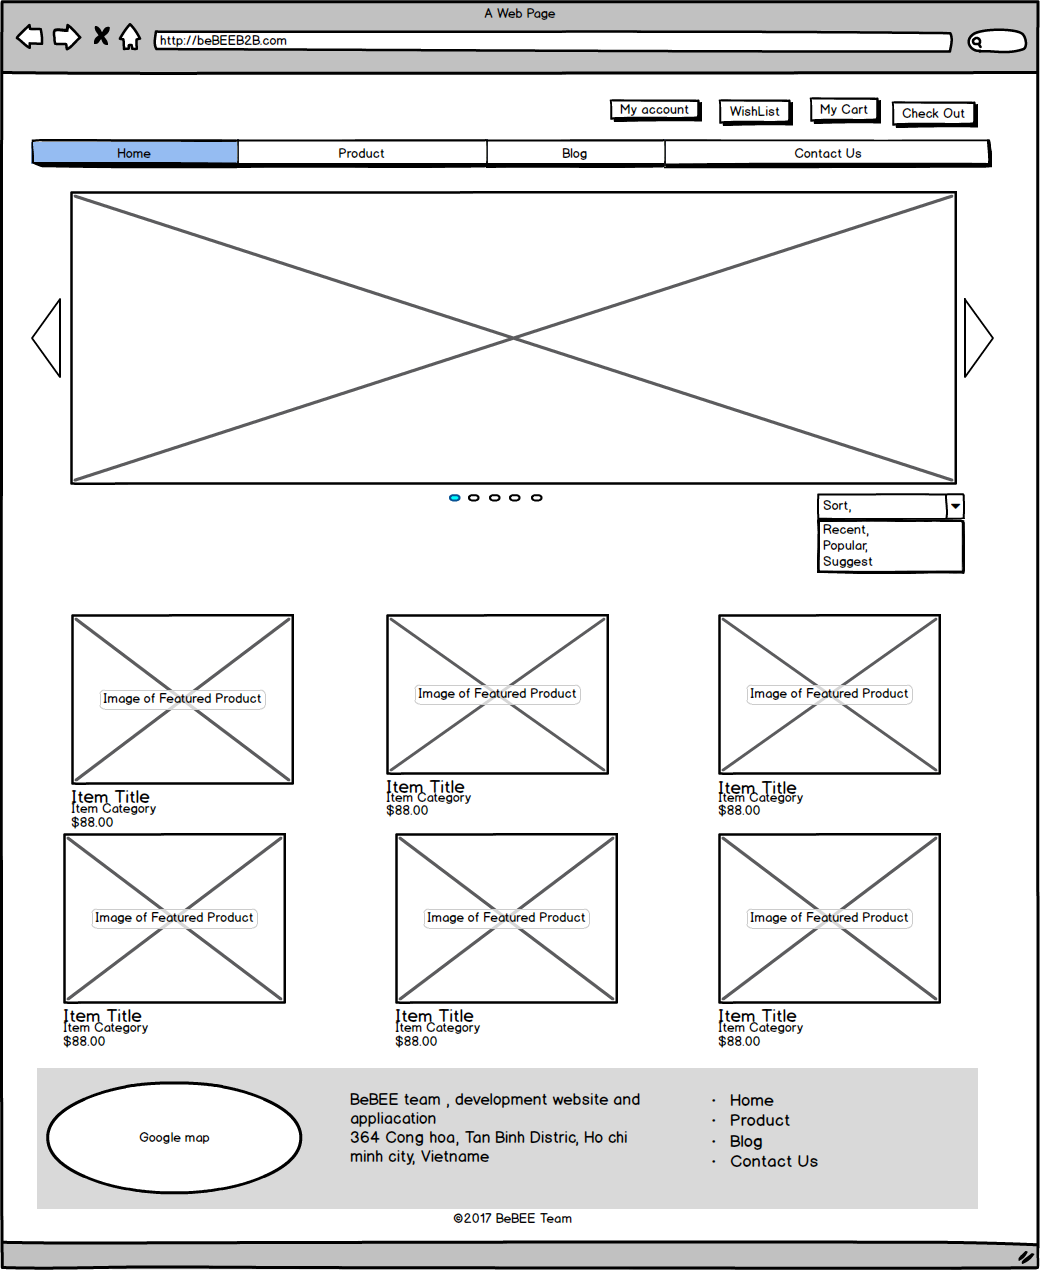 A Web Page
http://beBEEB2B.com
My account
WishList
My Cart
Check Out
Home
Product
Blog
Contact Us
Sort,
Recent,
Popular,
Suggest
Image of Featured Product
Image of Featured Product
Image of Featured Product
Item Title
Item Category
$88.00
Item Title
Item Category
$88.00
Item Title
Item Category
$88.00
Image of Featured Product
Image of Featured Product
Image of Featured Product
Item Title
Item Category
$88.00
Item Title
Item Category
$88.00
Item Title
Item Category
$88.00
Google map
BeBEE team , development website and
appliacation
364 Cong hoa, Tan Binh Distric, Ho chi
minh city, Vietname
· Home
· Product
· Blog
· Contact Us
©2017 BeBEE Team